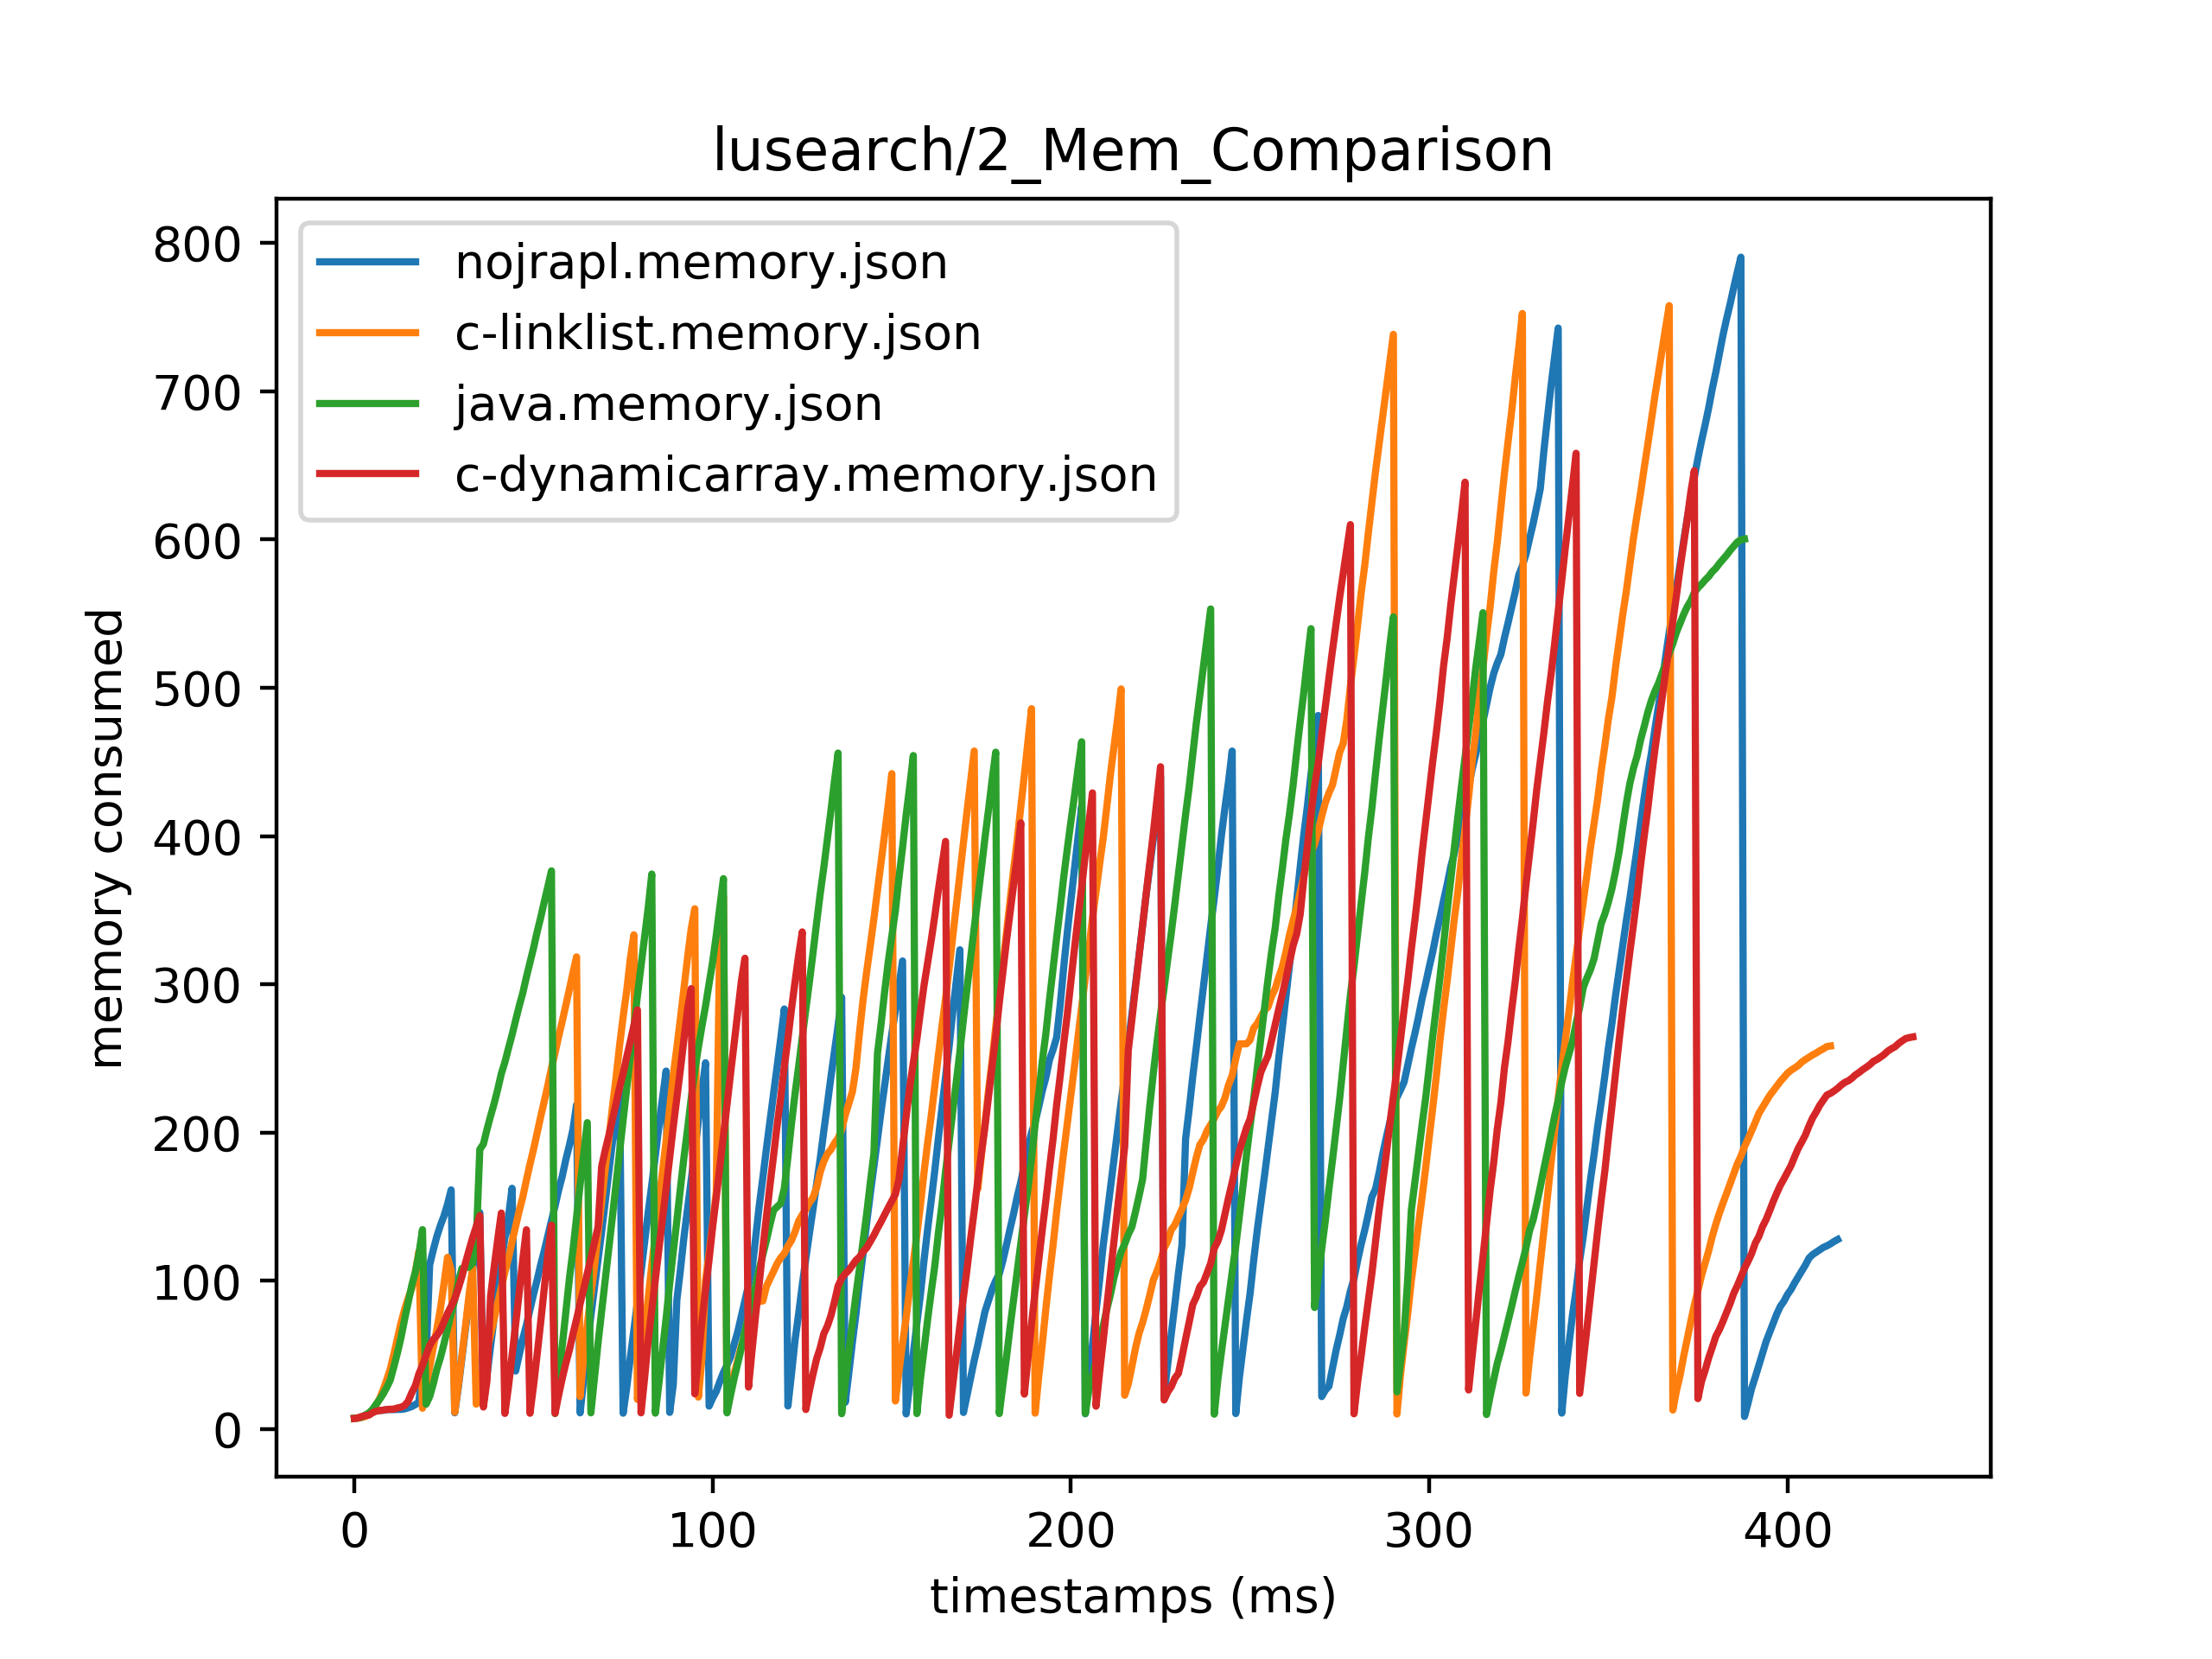 lusearch/2_Mem_Comparison
nojrapl.memory.json
c-linklist.memory.json
java.memory.json
c-dynamicarray.memory.json
memory consumed
800
700
600
500
400
300
200
100
0
0 100 200 300 400
timestamps (ms)